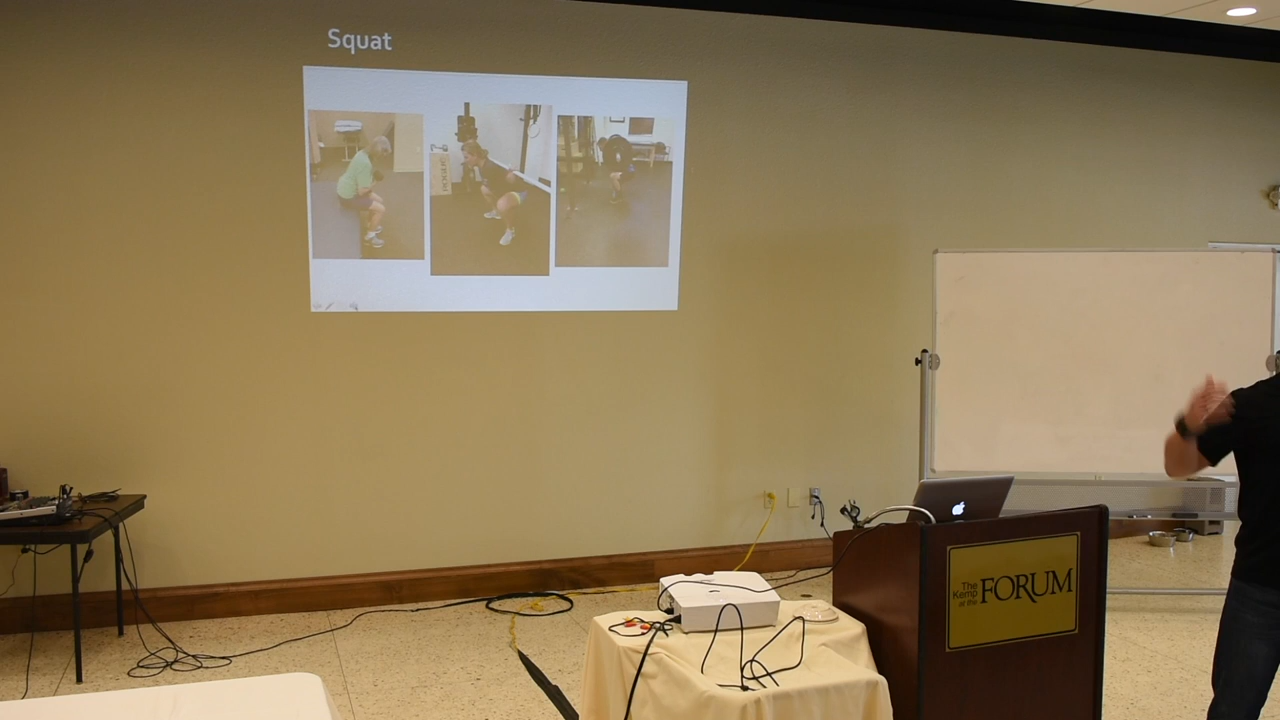 Squat
The
Kemp
at the
FORUM